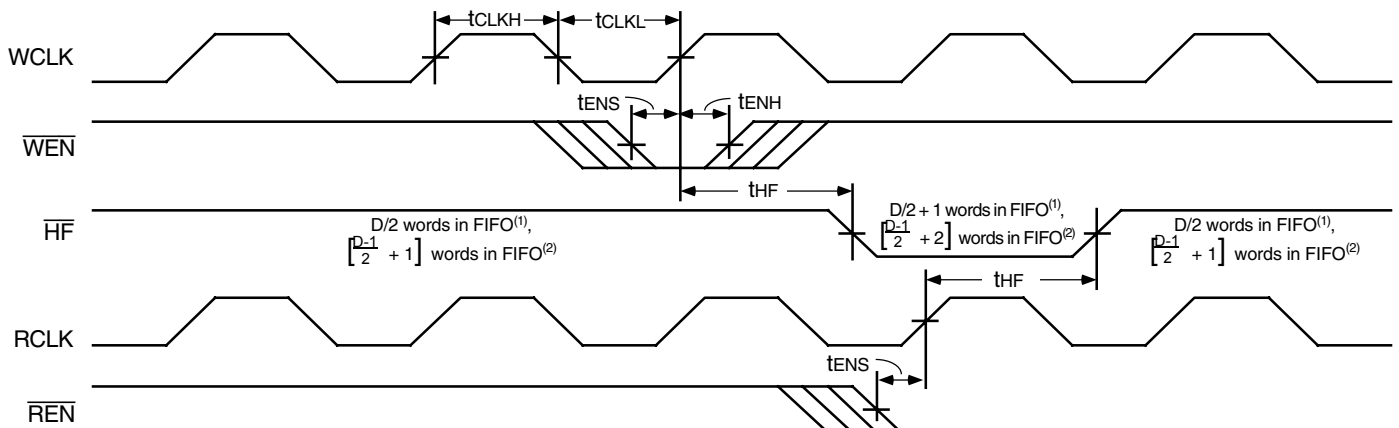 tCLKH tCLKL
WCLK
tENS tENH
WEN
tHF
HF
D/2 words in FIFO(1),
[D-1/2 + 1] words in FIFO(2)
D/2 + 1 words in FIFO(1),
[D-1/2 + 2] words in FIFO(2)
D/2 words in FIFO(1),
[D-1/2 + 1] words in FIFO(2)
tHF
RCLK
tENS
REN